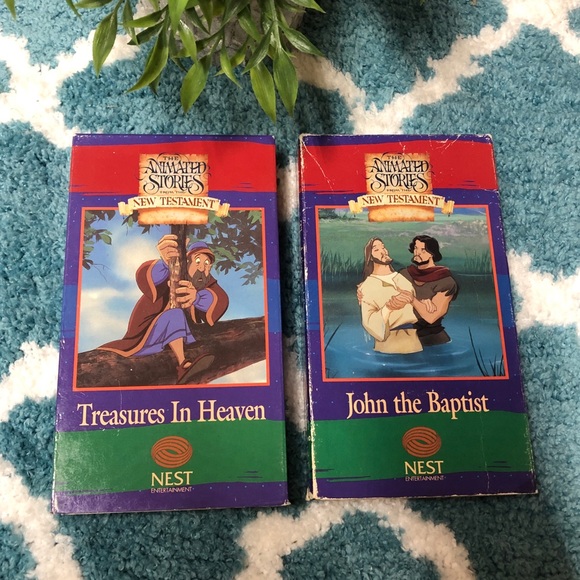 THE
ANIMATED
STORIES
FROM THE
NEW TESTAMENT
Treasures In Heaven
NEST
ENTERTAINMENT
THE
ANIMATED
STORIES
FROM THE
NEW TESTAMENT
John the Baptist
NEST
ENTERTAINMENT